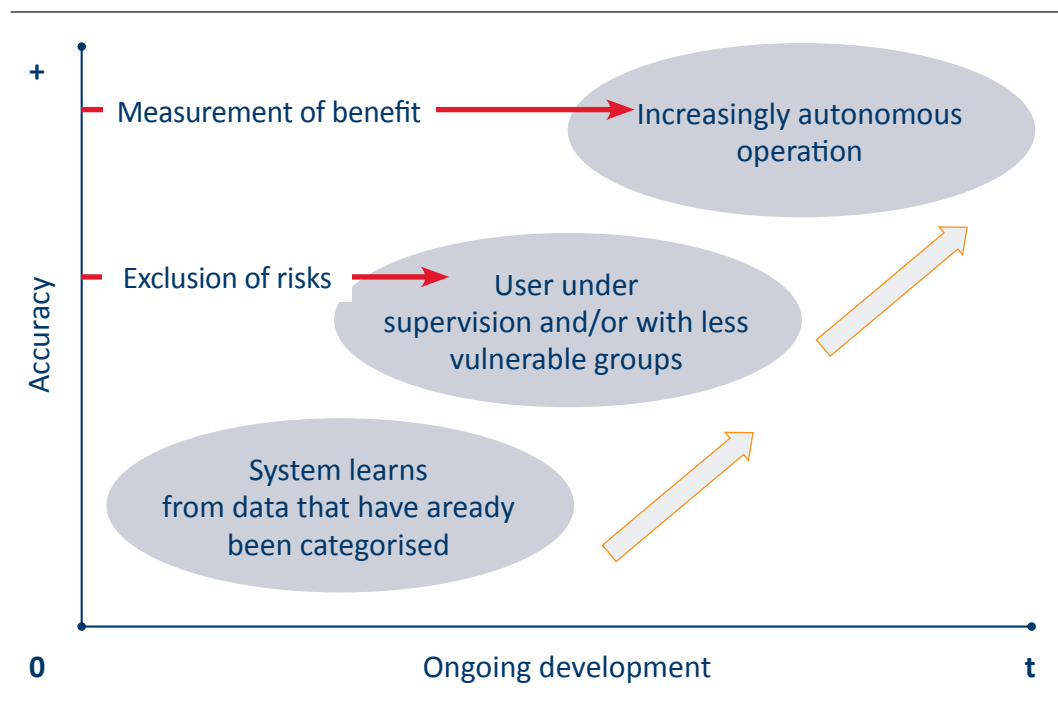 +
Measurement of benefit
Increasingly autonomous
operation
Exclusion of risks
User under
supervision and/or with less
vulnerable groups
Accuracy
System learns
from data that have aready
been categorised
0
Ongoing development
t